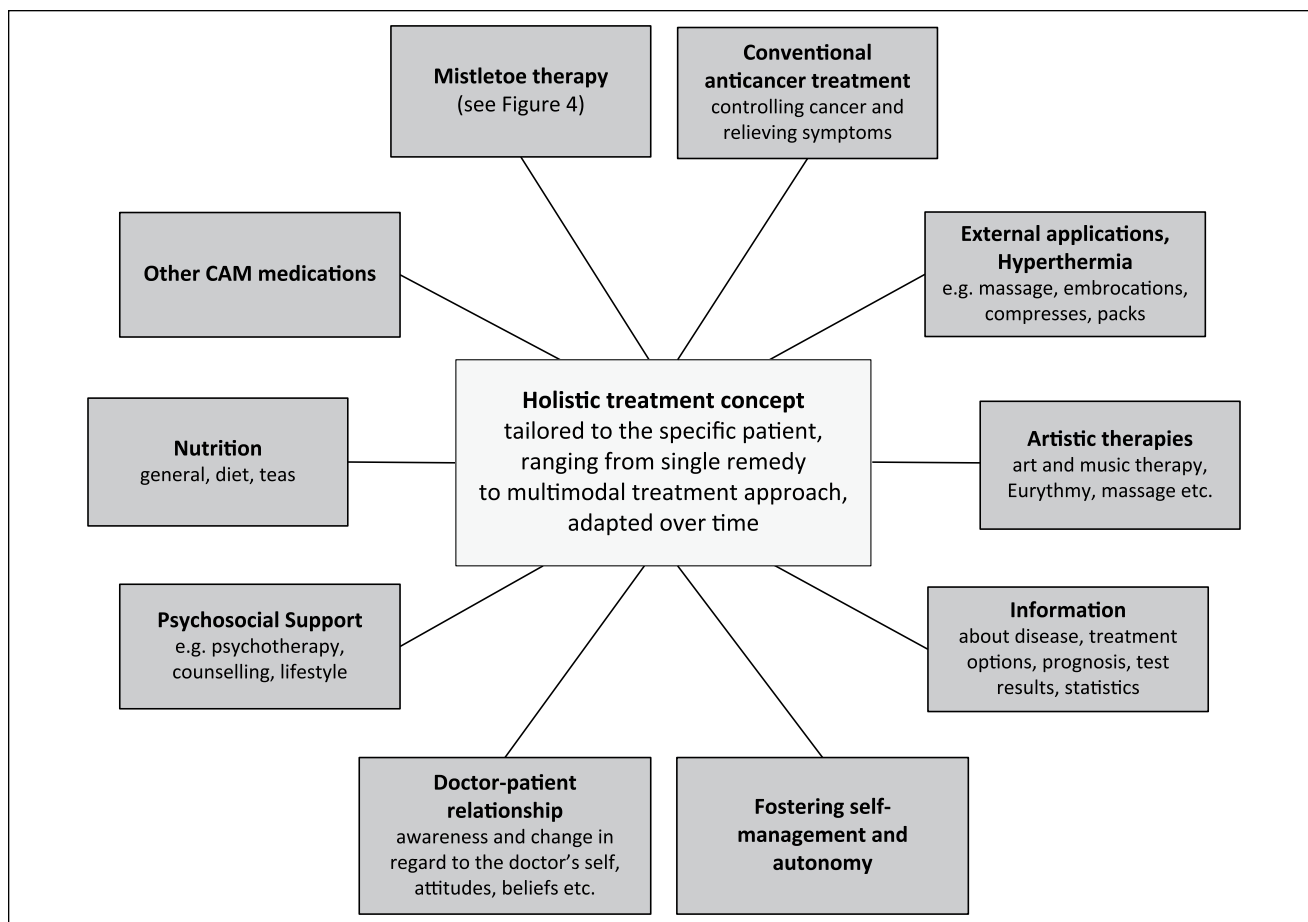 Mistletoe therapy
(see Figure 4)
Conventional
anticancer treatment
controlling cancer and
relieving symptoms
Other CAM medications
External applications,
Hyperthermia
e.g. massage, embrocations,
compresses, packs
Holistic treatment concept
tailored to the specific patient,
ranging from single remedy
to multimodal treatment approach,
adapted over time
Nutrition
general, diet, teas
Artistic therapies
art and music therapy,
Eurythmy, massage etc.
Psychosocial Support
e.g. psychotherapy,
counselling, lifestyle
Information
about disease, treatment
options, prognosis, test
results, statistics
Doctor-patient
relationship
awareness and change in
regard to the doctor’s self,
attitudes, beliefs etc.
Fostering self-
management and
autonomy